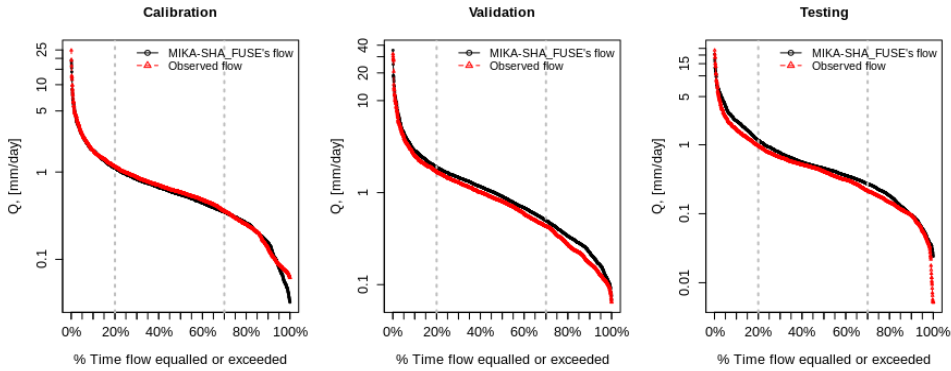 Calibration
Validation
Testing
MIKA-SHA_FUSE's flow
Observed flow
MIKA-SHA_FUSE's flow
Observed flow
MIKA-SHA_FUSE's flow
Observed flow
Q, [mm/day]
25
10
5
1
0.1
0% 20% 40% 60% 80% 100%
% Time flow equalled or exceeded
Q, [mm/day]
40
20
10
1
0.1
0% 20% 40% 60% 80% 100%
% Time flow equalled or exceeded
Q, [mm/day]
15
5
1
0.1
0.01
0% 20% 40% 60% 80% 100%
% Time flow equalled or exceeded